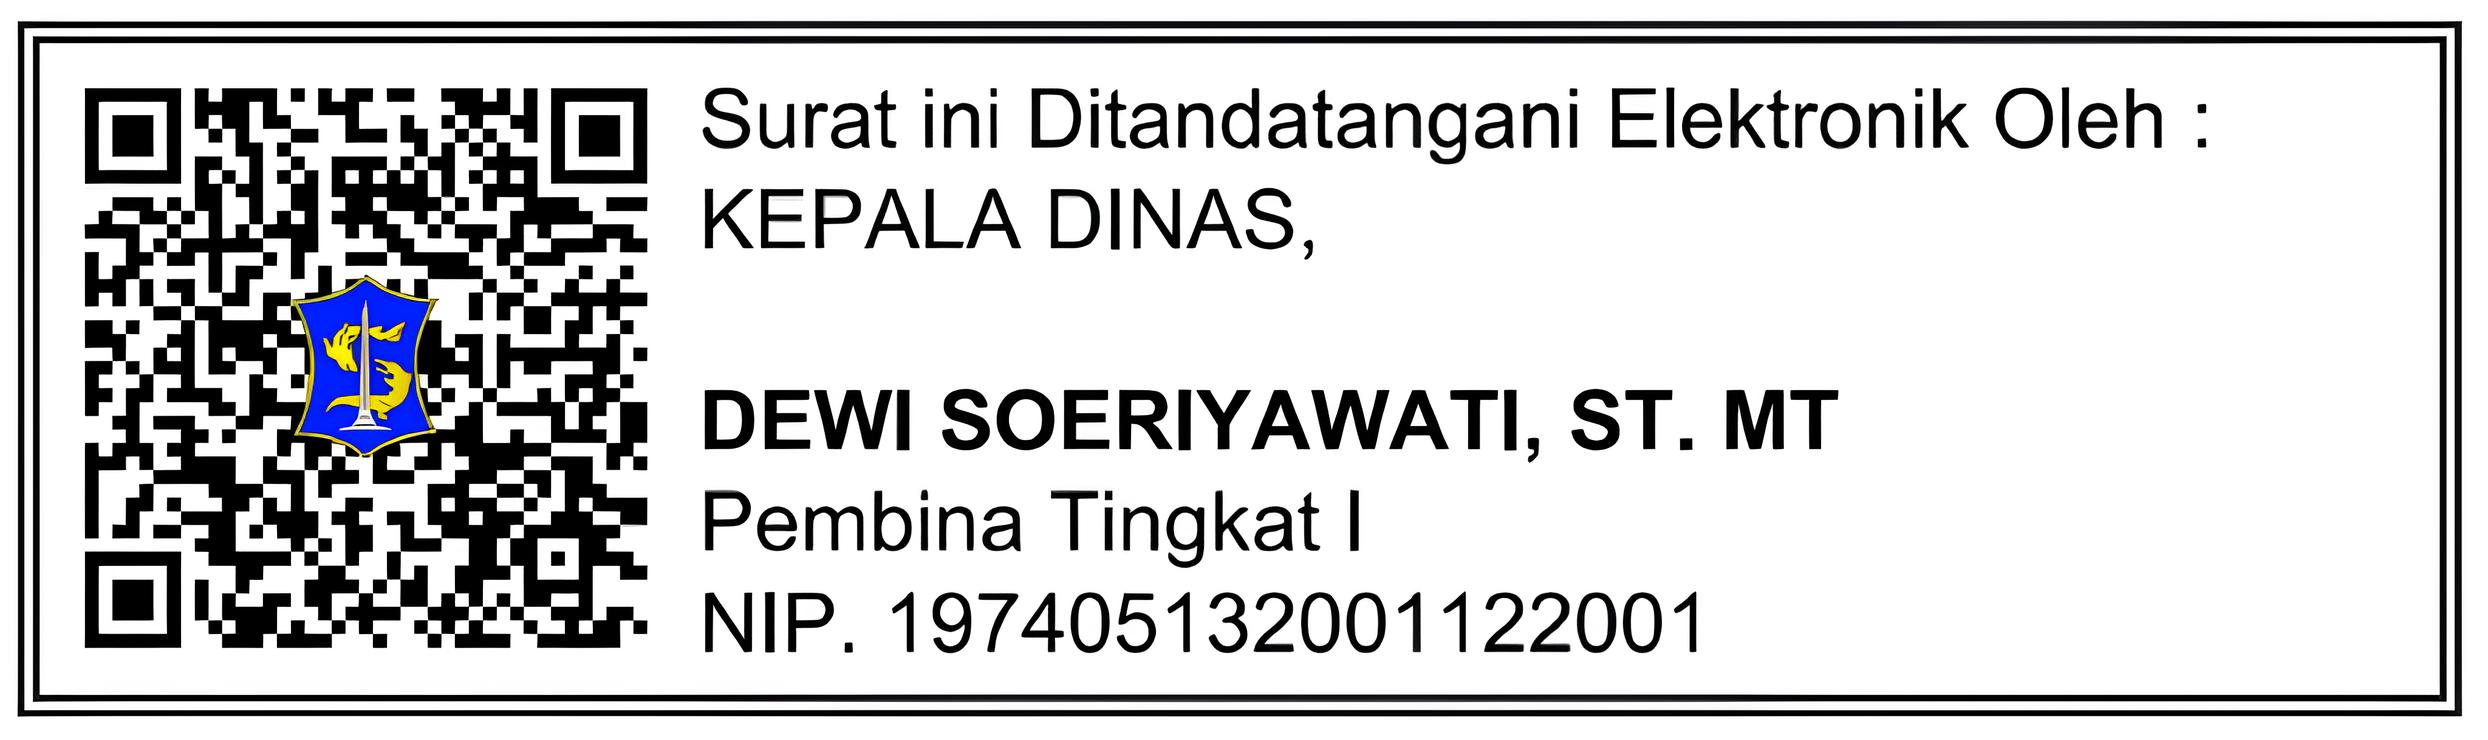 Surat ini Ditandatangani Elektronik Oleh :
KEPALA DINAS,
DEWI SOERIYAWATI, ST. MT
Pembina Tingkat I
NIP. 197405132001122001